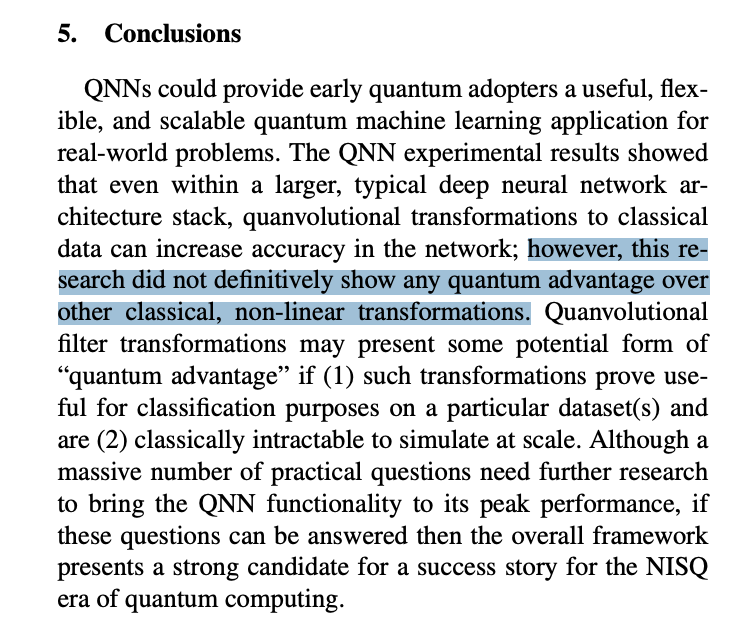 5. Conclusions
QNNs could provide early quantum adopters a useful, flex-
ible, and scalable quantum machine learning application for
real-world problems. The QNN experimental results showed
that even within a larger, typical deep neural network ar-
chitecture stack, quanvolutional transformations to classical
data can increase accuracy in the network; however, this re-
search did not definitively show any quantum advantage over
other classical, non-linear transformations. Quanvolutional
filter transformations may present some potential form of
“quantum advantage” if (1) such transformations prove use-
ful for classification purposes on a particular dataset(s) and
are (2) classically intractable to simulate at scale. Although a
massive number of practical questions need further research
to bring the QNN functionality to its peak performance, if
these questions can be answered then the overall framework
presents a strong candidate for a success story for the NISQ
era of quantum computing.